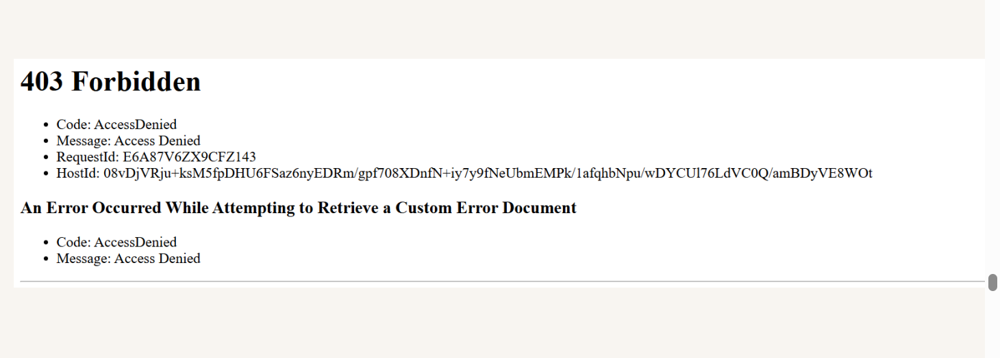 403 Forbidden
Code: AccessDenied
Message: Access Denied
RequestId: E6A87V6ZX9CFZ143
HostId: 08vDjVRju+ksM5fpDHU6FSaz6nyEDRm/gpf708XDnfN+iy7y9fNeUbmEMPk/1afqhbNpu/wDYCUl76LdVC0Q/amBDyVE8WOt
An Error Occurred While Attempting to Retrieve a Custom Error Document
Code: AccessDenied
Message: Access Denied